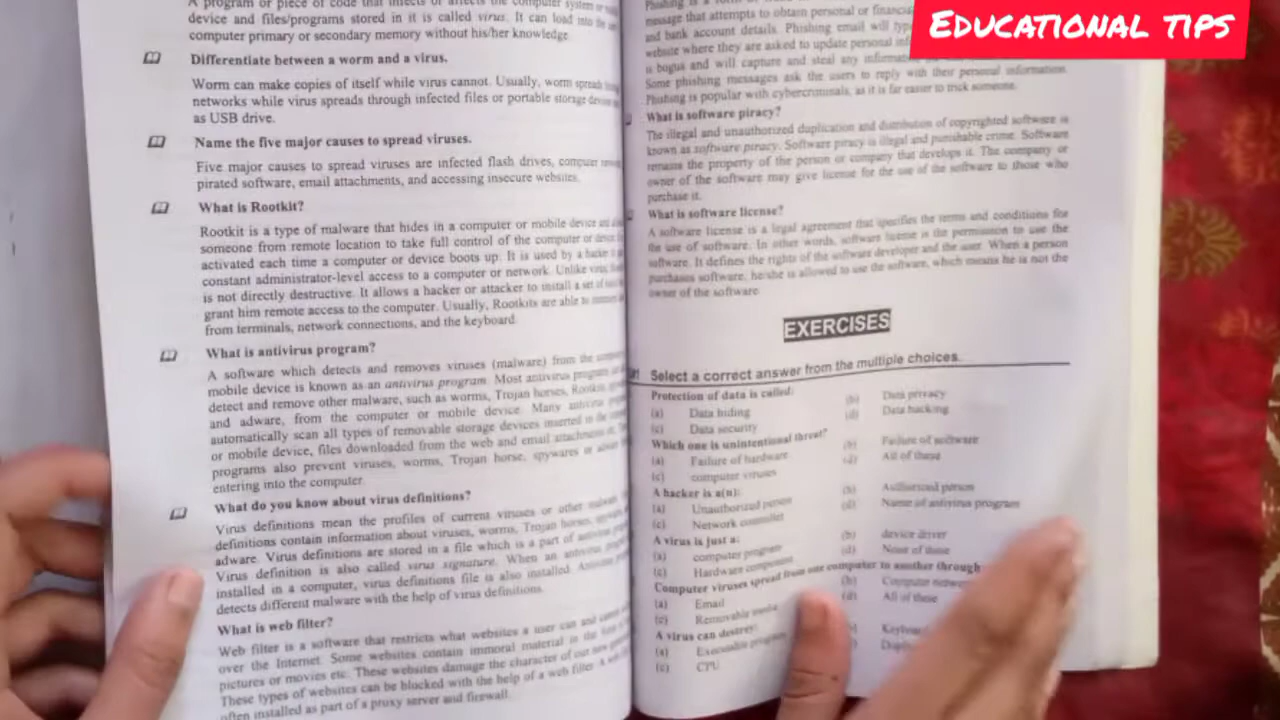 A program or piece of code that infects or affects the computer system or
device and files/programs stored in it is called virus. It can load into the
computer primary or secondary memory without his/her knowledge.
Differentiate between a worm and a virus.
Worm can make copies of itself while virus cannot. Usually, worm spreads
networks while virus spreads through infected files or portable storage devices
as USB drive.
Name the five major causes to spread viruses.
Five major causes to spread viruses are infected flash drives, computer
pirated software, email attachments, and accessing insecure websites.
What is Rootkit?
Rootkit is a type of malware that hides in a computer or mobile device and
someone from remote location to take full control of the computer or device
activated each time a computer or device boots up. It is used by a hacker
constant administrator-level access to a computer or network. Unlike virus,
is not directly destructive. It allows a hacker or attacker to install a set of
grant him remote access to the computer. Usually, Rootkits are able to
from terminals, network connections, and the keyboard.
What is antivirus program?
A software which detects and removes viruses (malware) from the
mobile device is known as an antivirus program. Most antivirus
detect and remove other malware, such as worms, Trojan horses,
and adware, from the computer or mobile device. Many antivirus
automatically scan all types of removable storage devices inserted in the
or mobile device, files downloaded from the web and email attachments
programs also prevent viruses, worms, Trojan horse, spywares or
entering into the computer.
What do you know about virus definitions?
Virus definitions mean the profiles of current viruses or other
definitions contain information about viruses, worms, Trojan horses,
adware. Virus definitions are stored in a file which is a part of antivirus
Virus definition is also called virus signature. When an antivirus
installed in a computer, virus definitions file is also installed.
detects different malware with the help of virus definitions.
What is web filter?
Web filter is a software that restricts what websites a user can
over the Internet. Some websites contain immoral material in the
pictures or movies etc. These websites damage the character of our
These types of websites can be blocked with the help of a web filter.
often installed as part of a proxy server and firewall.
EDUCATIONAL TIPS
Phishing is a
message that attempts to obtain personal or
and bank account details. Phishing email will
website where they are asked to update personal
is bogus and will capture and steal any
Some phishing messages ask the users to reply with their personal information.
Phishing is popular with cybercriminals, as it is far easier to trick someone.
What is software piracy?
The illegal and unauthorized duplication and distribution of copyrighted software is
known as software piracy. Software piracy is illegal and punishable crime. Software
remains the property of the person or company that develops it. The company or
owner of the software may give license for the use of the software to those who
purchase it.
What is software license?
A software license is a legal agreement that specifies the terms and conditions for
the use of software. In other words, software license is the permission to use the
software. It defines the rights of the software developer and the user. When a person
purchases software, he/she is allowed to use the software, which means he is not the
owner of the software.
EXERCISES
Select a correct answer from the multiple choices.
Protection of data is called:
(a) Data hiding (b) Data privacy
(c) Data security (d) Data hacking
Which one is unintentional threat?
(a) Failure of hardware (b) Failure of software
(c) computer viruses (d) All of these
A hacker is a(n):
(a) Unauthorized person (b) Authorized person
(c) Network controller (d) Name of antivirus program
A virus is just a:
(a) computer program (b) device driver
(c) Hardware component (d) None of these
Computer viruses spread from one computer to another through
(a) Email (b) Computer
(c) Removable media (d) All of these
A virus can destroy:
(a) Executable program
(c) CPU